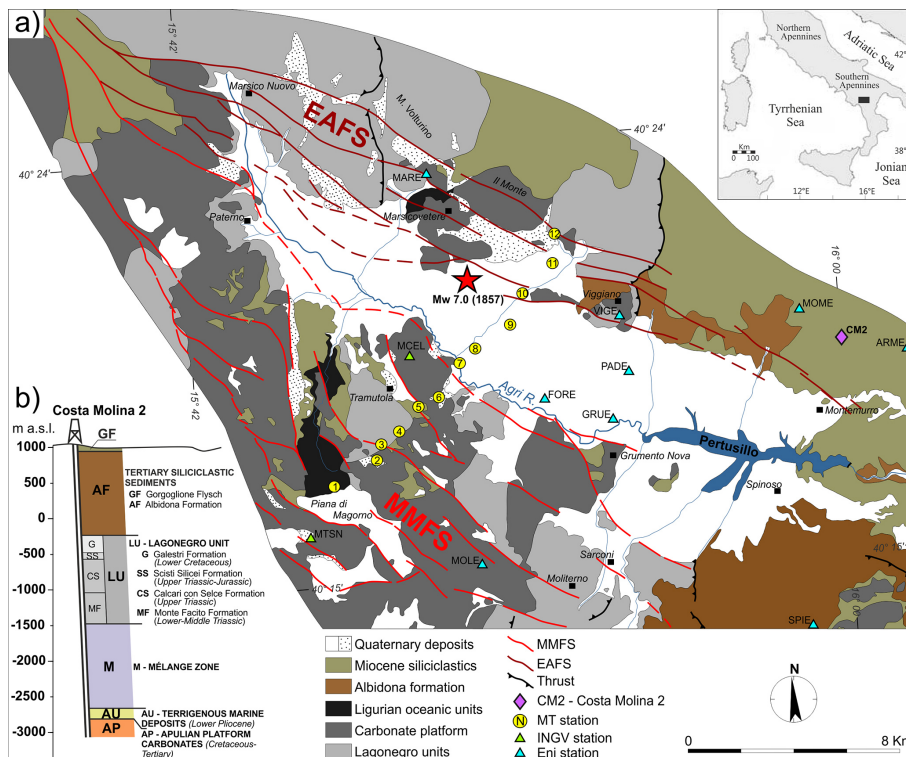 a)
15° 42'
Marsico Nuovo
EAFS
M. Volturino
MARE
Il Monte
Marsicovetere
40° 24'
40° 24'
Paterno
Mw 7.0 (1857)
12
11
10
9
8
7
6
5
4
3
2
1
Viggiano
VIGE
16° 00'
MOME
CM2
ARME
MCEL
PADE
Tramutola
Agri R.
FORE
GRUE
Montemurro
Pertusillo
Grumento Nova
Spinoso
15° 42'
Piana di
Magorno
MMFS
MTSN
MOLE
Sarconi
Moliterno
40° 15'
40° 15'
SPIE
16° 00'
Northern
Apennines
Adriatic Sea
42°
Southern
Apennines
Tyrrhenian
Sea
Km
0 100
38°
Jonian
Sea
12°E
16°E
b)
Costa Molina 2
m a.s.l.
GF
1000
500
0
-500
-1000
-1500
-2000
-2500
-3000
AF
G
SS
CS
MF
LU
M
AU
AP
TERTIARY SILICICLASTIC
SEDIMENTS
GF Gorgoglione Flysch
AF Albidona Formation
LU - LAGONEGRO UNIT
G Galestri Formation
(Lower Cretaceous)
SS Scisti Silicei Formation
(Upper Triassic-Jurassic)
CS Calcari con Selce Formation
(Upper Triassic)
MF Monte Facito Formation
(Lower-Middle Triassic)
M - MÉLANGE ZONE
AU - TERRIGENOUS MARINE
DEPOSITS (Lower Pliocene)
AP - APULIAN PLATFORM
CARBONATES (Cretaceous-
Tertiary)
Quaternary deposits
Miocene siliciclastics
Albidona formation
Ligurian oceanic units
Carbonate platform
Lagonegro units
MMFS
EAFS
Thrust
CM2 - Costa Molina 2
N MT station
INGV station
Eni station
N
0 8 Km